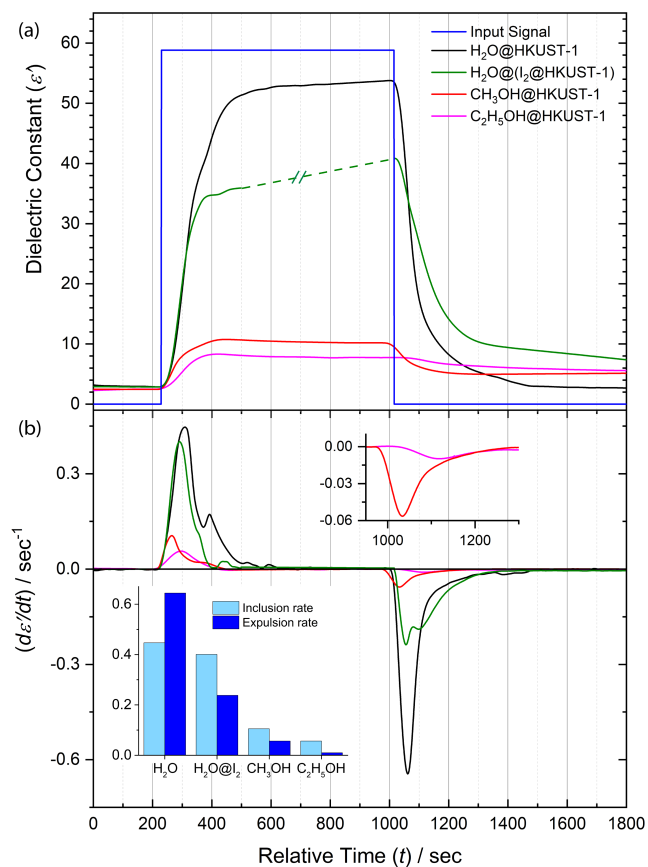 (a)
Input Signal
H₂O@HKUST-1
H₂O@(I₂@HKUST-1)
CH₃OH@HKUST-1
C₂H₅OH@HKUST-1
Dielectric Constant (ε′)
60
50
40
30
20
10
0
(b)
(dε′/dt) / sec⁻¹
0.3
0.0
-0.3
-0.6
0.00
-0.03
-0.06
1000 1200
Inclusion rate
Expulsion rate
0.6
0.4
0.2
0.0
H₂O H₂O@I₂ CH₃OH C₂H₅OH
0 200 400 600 800 1000 1200 1400 1600 1800
Relative Time (t) / sec